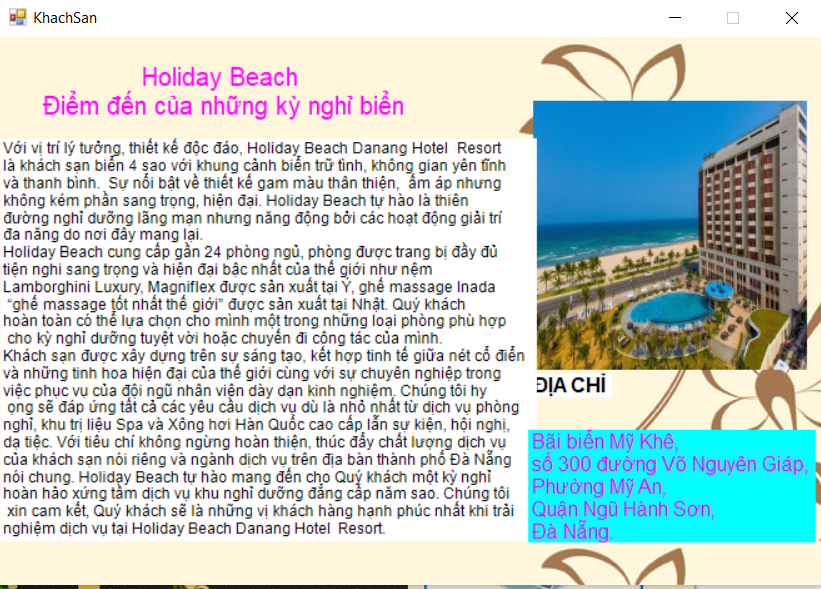 KhachSan
Holiday Beach
Điểm đến của những kỳ nghỉ biển
Với vị trí lý tưởng, thiết kế độc đáo, Holiday Beach Danang Hotel Resort
là khách sạn biển 4 sao với khung cảnh biển trữ tình, không gian yên tĩnh
và thanh bình. Sự nổi bật về thiết kế gam màu thân thiện, ấm áp nhưng
không kém phần sang trọng, hiện đại. Holiday Beach tự hào là thiên
đường nghỉ dưỡng lãng mạn nhưng năng động bởi các hoạt động giải trí
đa năng do nơi đây mang lại.
Holiday Beach cung cấp gần 24 phòng ngủ, phòng được trang bị đầy đủ
tiện nghi sang trọng và hiện đại bậc nhất của thế giới như nệm
Lamborghini Luxury, Magniflex được sản xuất tại Ý, ghế massage Inada
“ghế massage tốt nhất thế giới” được sản xuất tại Nhật. Quý khách
hoàn toàn có thể lựa chọn cho mình một trong những loại phòng phù hợp
cho kỳ nghỉ dưỡng tuyệt vời hoặc chuyến đi công tác của mình.
Khách sạn được xây dựng trên sự sáng tạo, kết hợp tinh tế giữa nét cổ điển
và những tinh hoa hiện đại của thế giới cùng với sự chuyên nghiệp trong
việc phục vụ của đội ngũ nhân viên dày dạn kinh nghiệm. Chúng tôi hy
ọng sẽ đáp ứng tất cả các yêu cầu dịch vụ dù là nhỏ nhất từ dịch vụ phòng
nghỉ, khu trị liệu Spa và Xông hơi Hàn Quốc cao cấp lẫn sự kiện, hội nghị,
dạ tiệc. Với tiêu chí không ngừng hoàn thiện, thúc đẩy chất lượng dịch vụ
của khách sạn nói riêng và ngành dịch vụ trên địa bàn thành phố Đà Nẵng
nói chung. Holiday Beach tự hào mang đến cho Quý khách một kỳ nghỉ
hoàn hảo xứng tầm dịch vụ khu nghỉ dưỡng đẳng cấp năm sao. Chúng tôi
xin cam kết, Quý khách sẽ là những vị khách hàng hạnh phúc nhất khi trải
nghiệm dịch vụ tại Holiday Beach Danang Hotel Resort.
ĐỊA CHỈ
Bãi biển Mỹ Khê,
số 300 đường Võ Nguyên Giáp,
Phường Mỹ An,
Quận Ngũ Hành Sơn,
Đà Nẵng.